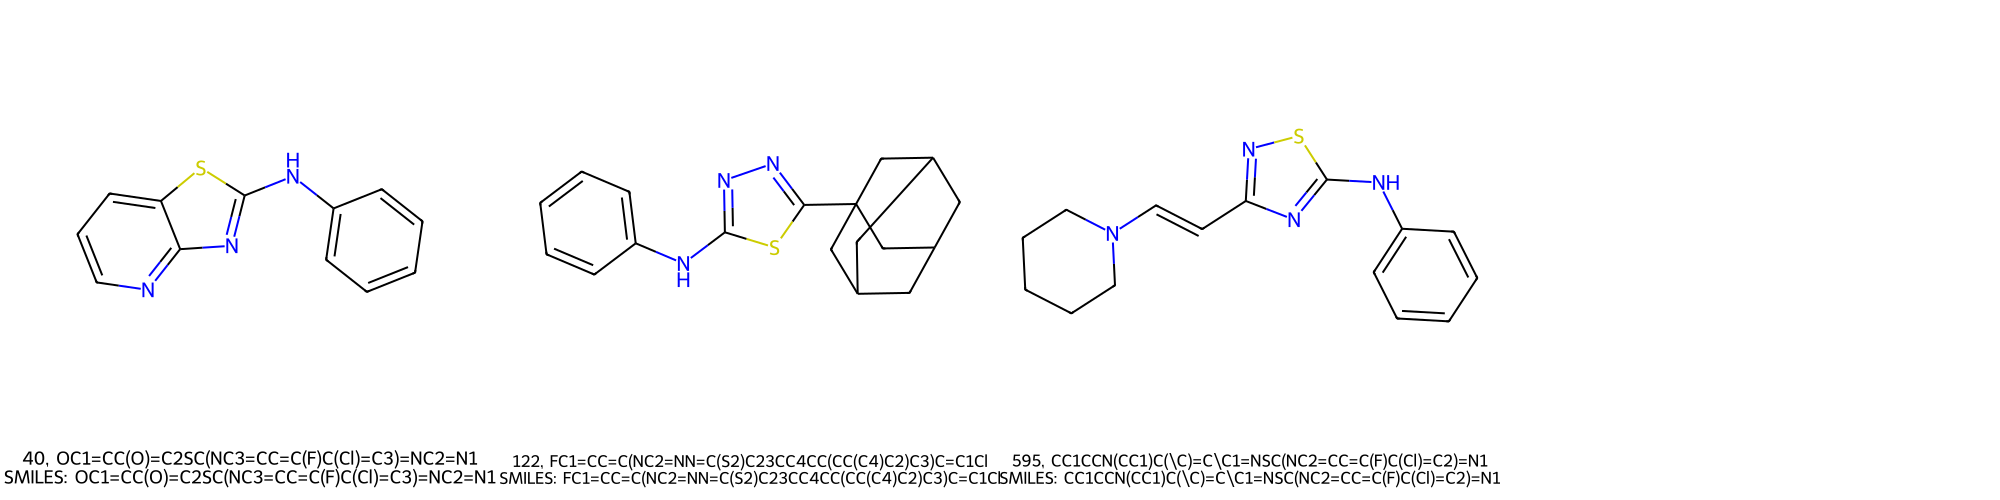 S
H
N
N
N
N
N
S
N
H
N
S
N
N
NH
40, OC1=CC(O)=C2SC(NC3=CC=C(F)C(Cl)=C3)=NC2=N1
SMILES: OC1=CC(O)=C2SC(NC3=CC=C(F)C(Cl)=C3)=NC2=N1
122, FC1=CC=C(NC2=NN=C(S2)C23CC4CC(CC(C4)C2)C3)C=C1Cl
SMILES: FC1=CC=C(NC2=NN=C(S2)C23CC4CC(CC(C4)C2)C3)C=C1Cl
595, CC1CCN(CC1)C(\C)=C\C1=NSC(NC2=CC=C(F)C(Cl)=C2)=N1
SMILES: CC1CCN(CC1)C(\C)=C\C1=NSC(NC2=CC=C(F)C(Cl)=C2)=N1